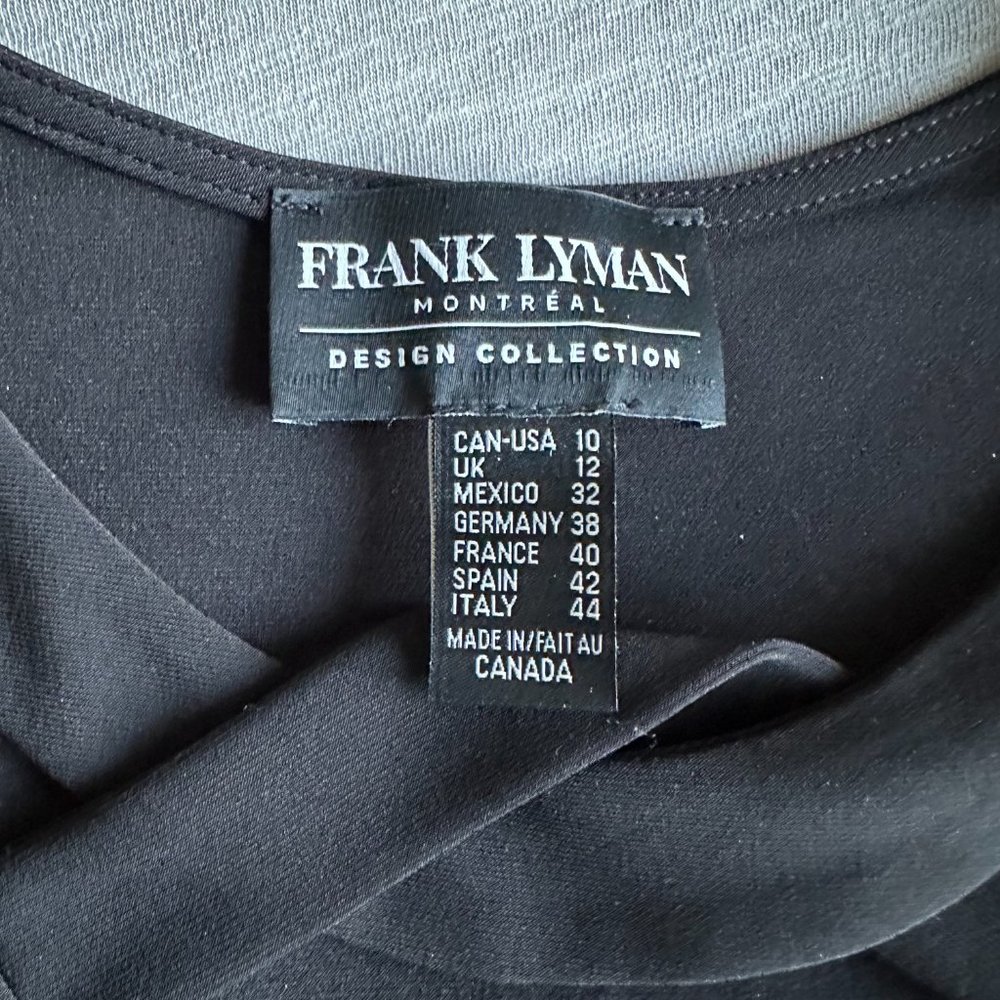 FRANK LYMAN
MONTRÉAL
DESIGN COLLECTION
CAN-USA 10
UK 12
MEXICO 32
GERMANY 38
FRANCE 40
SPAIN 42
ITALY 44
MADE IN/FAIT AU
CANADA